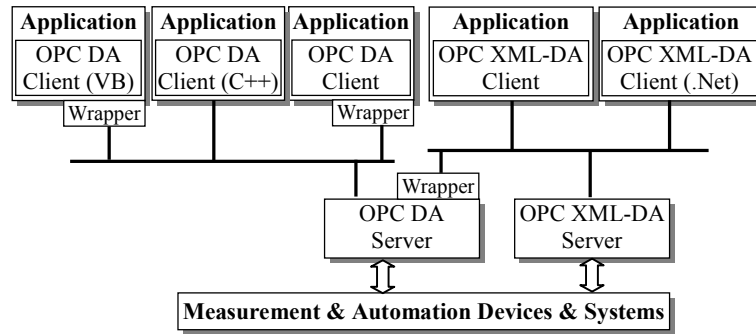 Application
OPC DA
Client (VB)
Wrapper
Application
OPC DA
Client (C++)
Application
OPC DA
Client
Wrapper
Application
OPC XML-DA
Client
Application
OPC XML-DA
Client (.Net)
Wrapper
OPC DA
Server
OPC XML-DA
Server
Measurement & Automation Devices & Systems